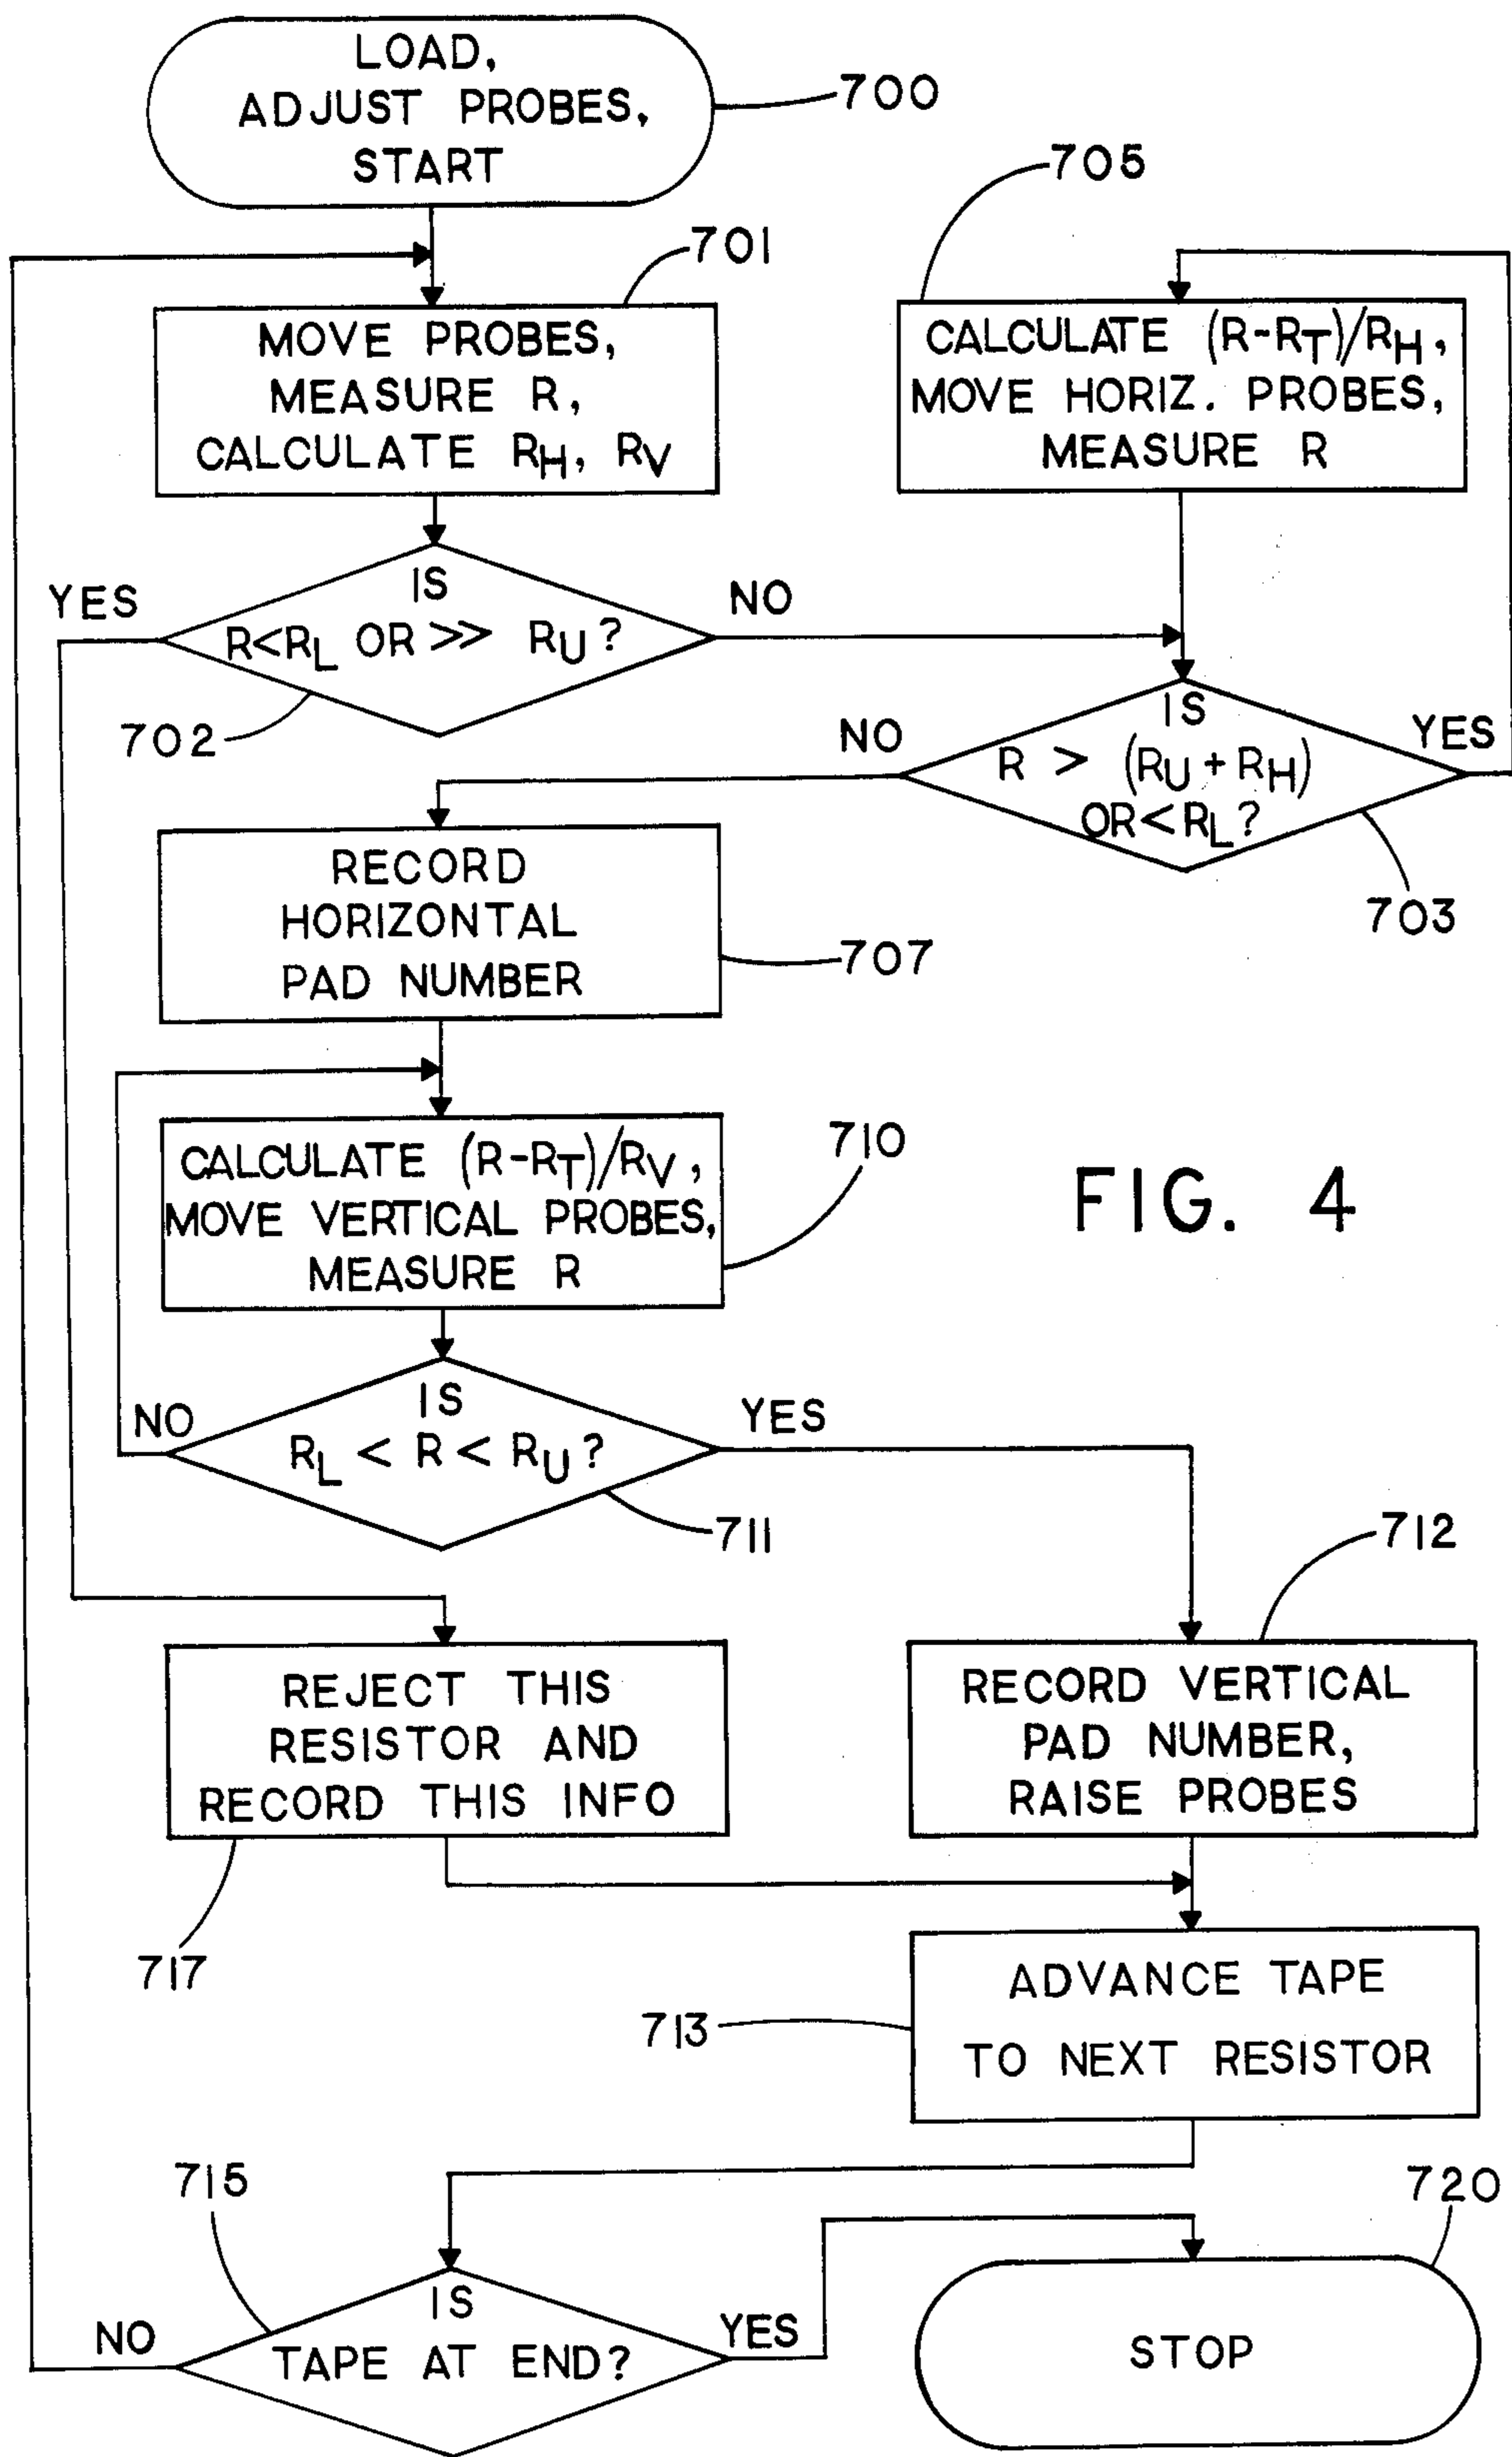 LOAD,
ADJUST PROBES,
START
700
701
MOVE PROBES,
MEASURE R,
CALCULATE RH, RV
705
CALCULATE (R-RT)/RH,
MOVE HORIZ. PROBES,
MEASURE R
YES
IS
R<RL OR >> RU?
NO
702
NO
IS
R > (RU + RH)
OR<RL?
YES
703
RECORD
HORIZONTAL
PAD NUMBER
707
CALCULATE (R-RT)/RV,
MOVE VERTICAL PROBES,
MEASURE R
710
FIG. 4
NO
IS
RL < R < RU?
YES
711
712
REJECT THIS
RESISTOR AND
RECORD THIS INFO
717
RECORD VERTICAL
PAD NUMBER,
RAISE PROBES
713
ADVANCE TAPE
TO NEXT RESISTOR
715
NO
IS
TAPE AT END?
YES
720
STOP